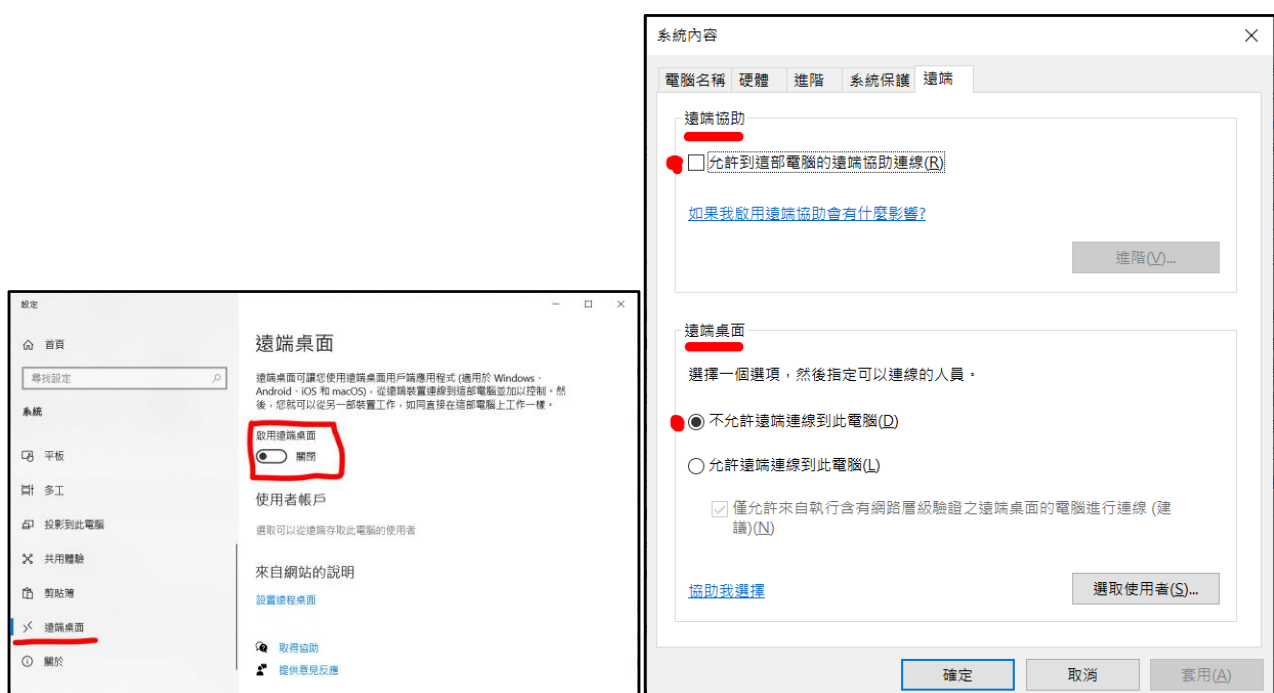 設定
首頁
尋找設定
系統
平板
多工
投影到此電腦
共用體驗
剪貼簿
遠端桌面
關於
遠端桌面
遠端桌面可讓您使用遠端桌面用戶端應用程式 (適用於 Windows、
Android、iOS 和 macOS)，從遠端裝置連線到這部電腦並加以控制。然
後，您就可以從另一部裝置工作，如同直接在這部電腦上工作一樣。
啟用遠端桌面
關閉
使用者帳戶
選取可以從遠端存取此電腦的使用者
來自網站的說明
設置遠程桌面
取得協助
提供意見反應
系統內容
電腦名稱 硬體 進階 系統保護 遠端
遠端協助
允許到這部電腦的遠端協助連線(R)
如果我啟用遠端協助會有什麼影響?
進階(V)...
遠端桌面
選擇一個選項，然後指定可以連線的人員。
不允許遠端連線到此電腦(D)
允許遠端連線到此電腦(L)
僅允許來自執行含有網路層級驗證之遠端桌面的電腦進行連線 (建
議)(N)
協助我選擇
選取使用者(S)...
確定 取消 套用(A)